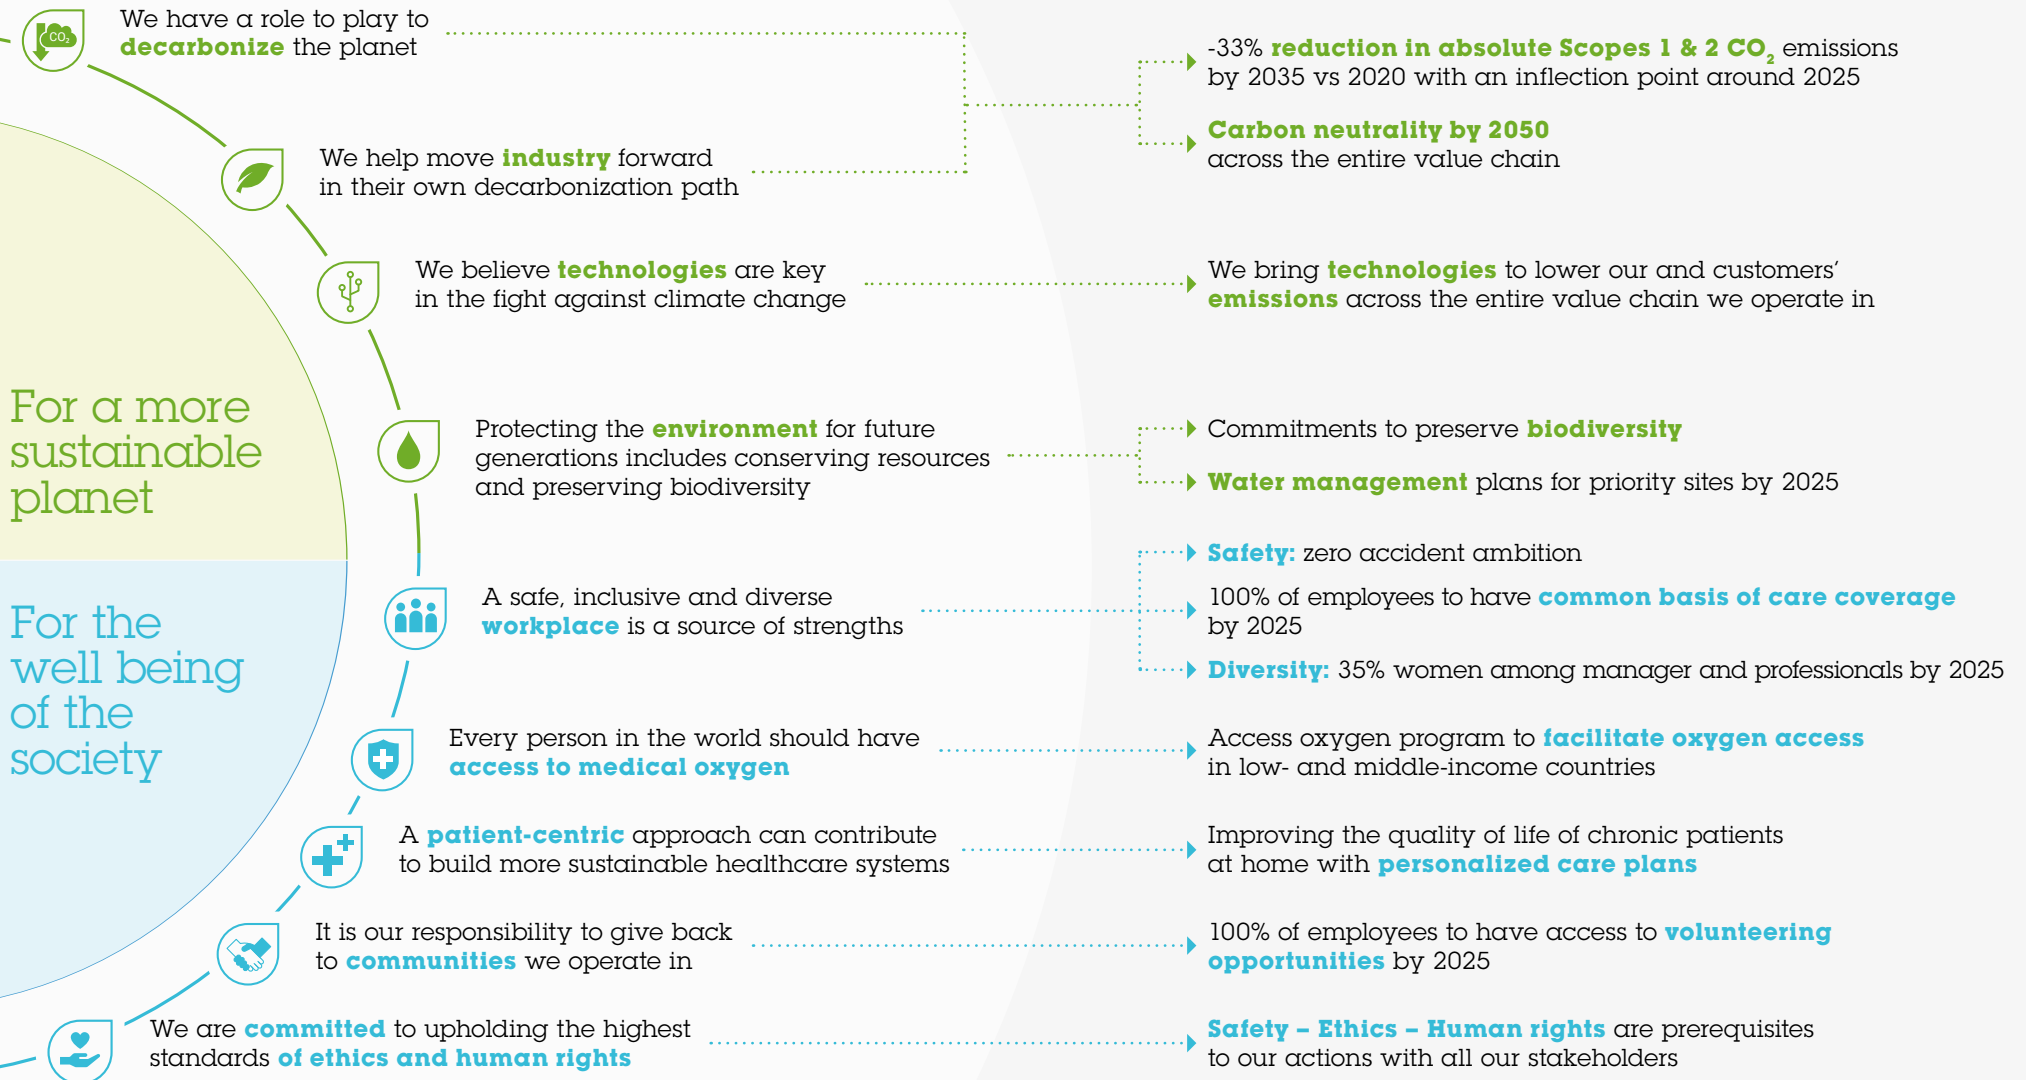 For a more
sustainable
planet
For the
well being
of the
society
CO₂
We have a role to play to
decarbonize the planet
We help move industry forward
in their own decarbonization path
-33% reduction in absolute Scopes 1 & 2 CO₂ emissions
by 2035 vs 2020 with an inflection point around 2025
Carbon neutrality by 2050
across the entire value chain
We believe technologies are key
in the fight against climate change
We bring technologies to lower our and customers’
emissions across the entire value chain we operate in
Protecting the environment for future
generations includes conserving resources
and preserving biodiversity
Commitments to preserve biodiversity
Water management plans for priority sites by 2025
A safe, inclusive and diverse
workplace is a source of strengths
Safety: zero accident ambition
100% of employees to have common basis of care coverage
by 2025
Diversity: 35% women among manager and professionals by 2025
Every person in the world should have
access to medical oxygen
Access oxygen program to facilitate oxygen access
in low- and middle-income countries
A patient-centric approach can contribute
to build more sustainable healthcare systems
Improving the quality of life of chronic patients
at home with personalized care plans
It is our responsibility to give back
to communities we operate in
100% of employees to have access to volunteering
opportunities by 2025
We are committed to upholding the highest
standards of ethics and human rights
Safety – Ethics – Human rights are prerequisites
to our actions with all our stakeholders